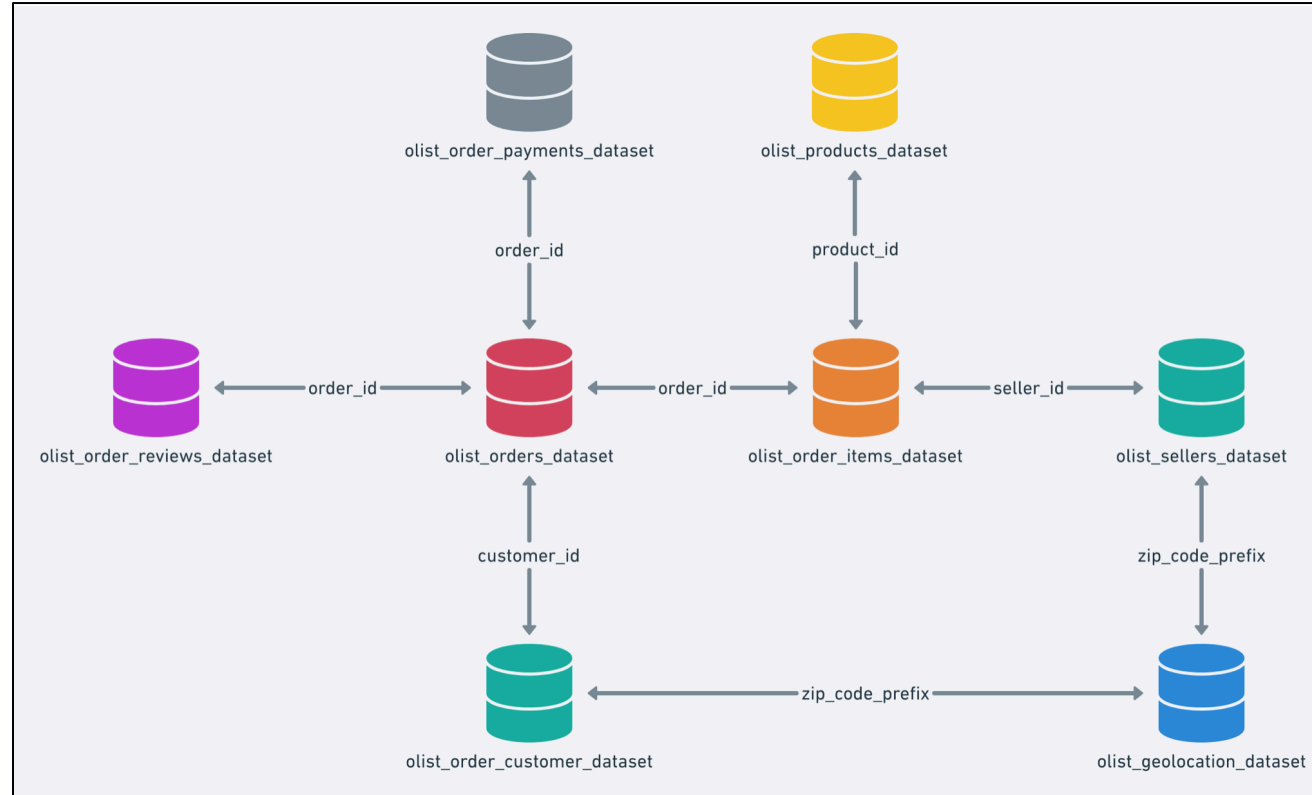 olist_order_payments_dataset
olist_products_dataset
order_id
product_id
order_id
order_id
seller_id
olist_order_reviews_dataset
olist_orders_dataset
olist_order_items_dataset
olist_sellers_dataset
customer_id
zip_code_prefix
zip_code_prefix
olist_order_customer_dataset
olist_geolocation_dataset